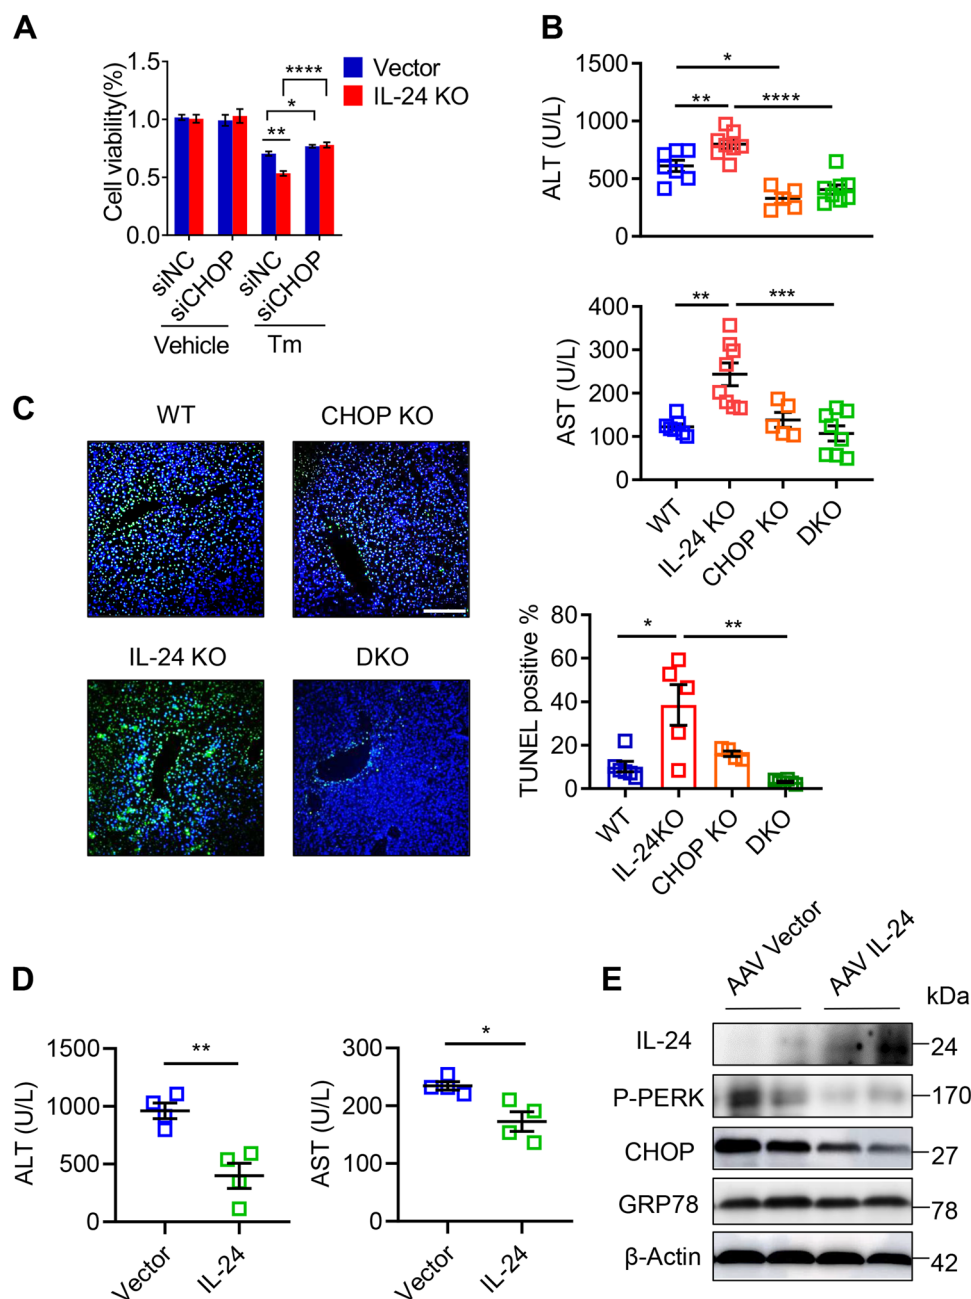 A
Cell viability(%)
1.5
1.0
0.5
0.0
Vector
IL-24 KO
****
*
**
siNC
siCHOP
siNC
siCHOP
Vehicle
Tm
B
ALT (U/L)
1500
1000
500
0
*
**
****
AST (U/L)
400
300
200
100
0
**
***
WT
IL-24 KO
CHOP KO
DKO
C
WT
CHOP KO
IL-24 KO
DKO
TUNEL positive %
80
60
40
20
0
*
**
WT
IL-24KO
CHOP KO
DKO
D
ALT (U/L)
1500
1000
500
0
**
Vector
IL-24
AST (U/L)
300
200
100
0
*
Vector
IL-24
E
AAV Vector
AAV IL-24
kDa
IL-24
24
P-PERK
170
CHOP
27
GRP78
78
β-Actin
42